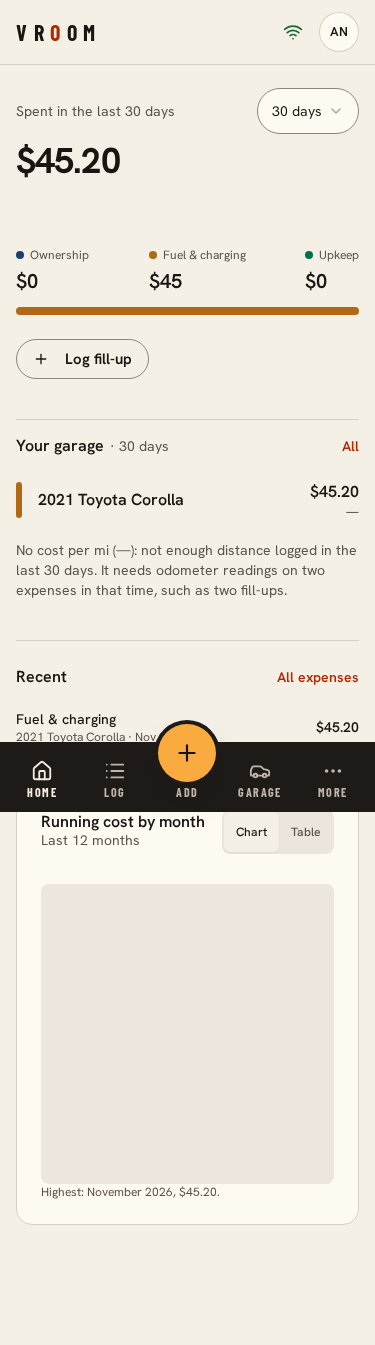 VROOM
AN
Spent in the last 30 days
30 days
$45.20
Ownership
Fuel & charging
Upkeep
$0
$45
$0
Log fill-up
Your garage · 30 days
All
2021 Toyota Corolla
$45.20
—
No cost per mi (—): not enough distance logged in the
last 30 days. It needs odometer readings on two
expenses in that time, such as two fill-ups.
Recent
All expenses
Fuel & charging
$45.20
2021 Toyota Corolla · Nov
HOME
LOG
ADD
GARAGE
MORE
Running cost by month
Last 12 months
Chart
Table
Highest: November 2026, $45.20.